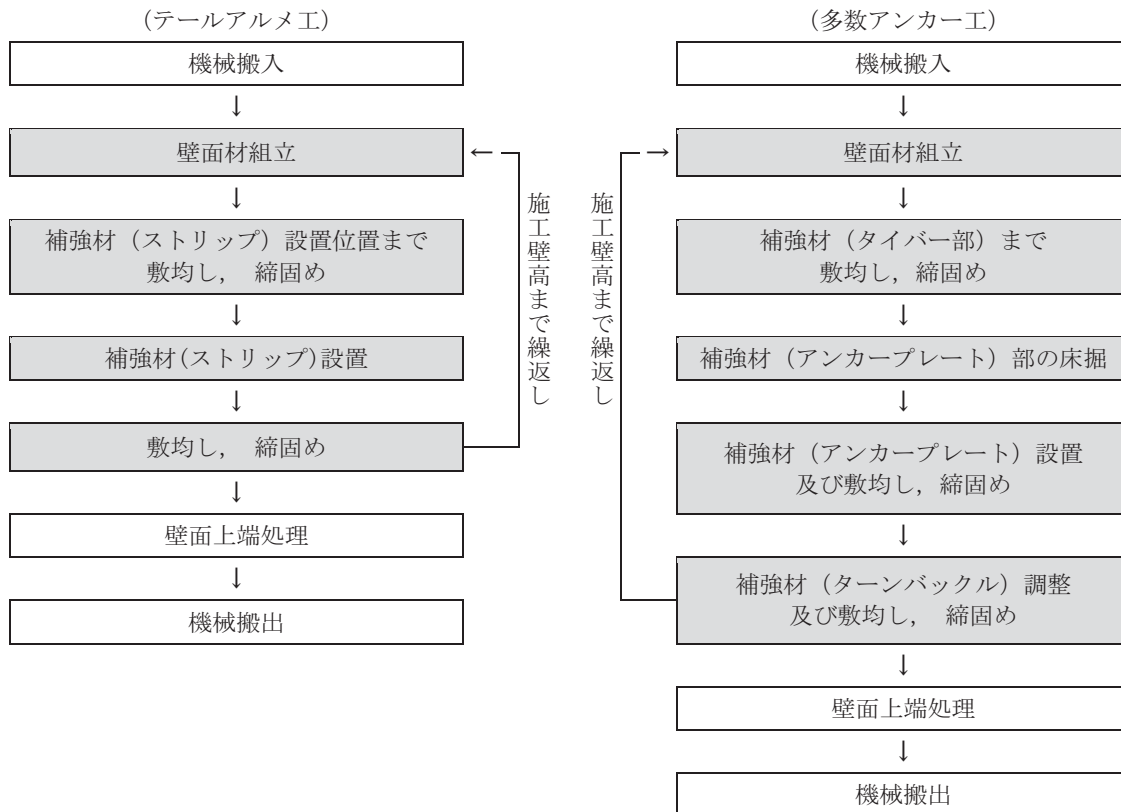 (テールアルメ工)
機械搬入
↓
壁面材組立
↓
補強材（ストリップ）設置位置まで
敷均し， 締固め
↓
補強材(ストリップ)設置
↓
敷均し， 締固め
↓
壁面上端処理
↓
機械搬出
←
施工壁高まで繰返し
(多数アンカー工)
機械搬入
↓
壁面材組立
↓
補強材（タイバー部）まで
敷均し，締固め
↓
補強材（アンカープレート）部の床掘
↓
補強材（アンカープレート）設置
及び敷均し，締固め
↓
補強材（ターンバックル）調整
及び敷均し， 締固め
↓
壁面上端処理
↓
機械搬出
→
施工壁高まで繰返し